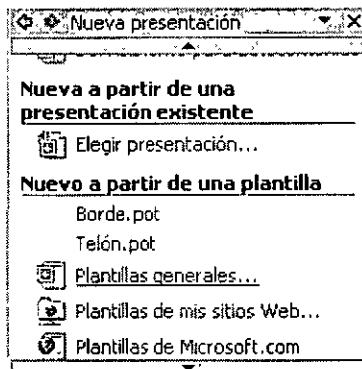 Nueva presentación
Nueva a partir de una
presentación existente
Elegir presentación...
Nuevo a partir de una plantilla
Borde.pot
Telón.pot
Plantillas generales...
Plantillas de mis sitios Web...
Plantillas de Microsoft.com